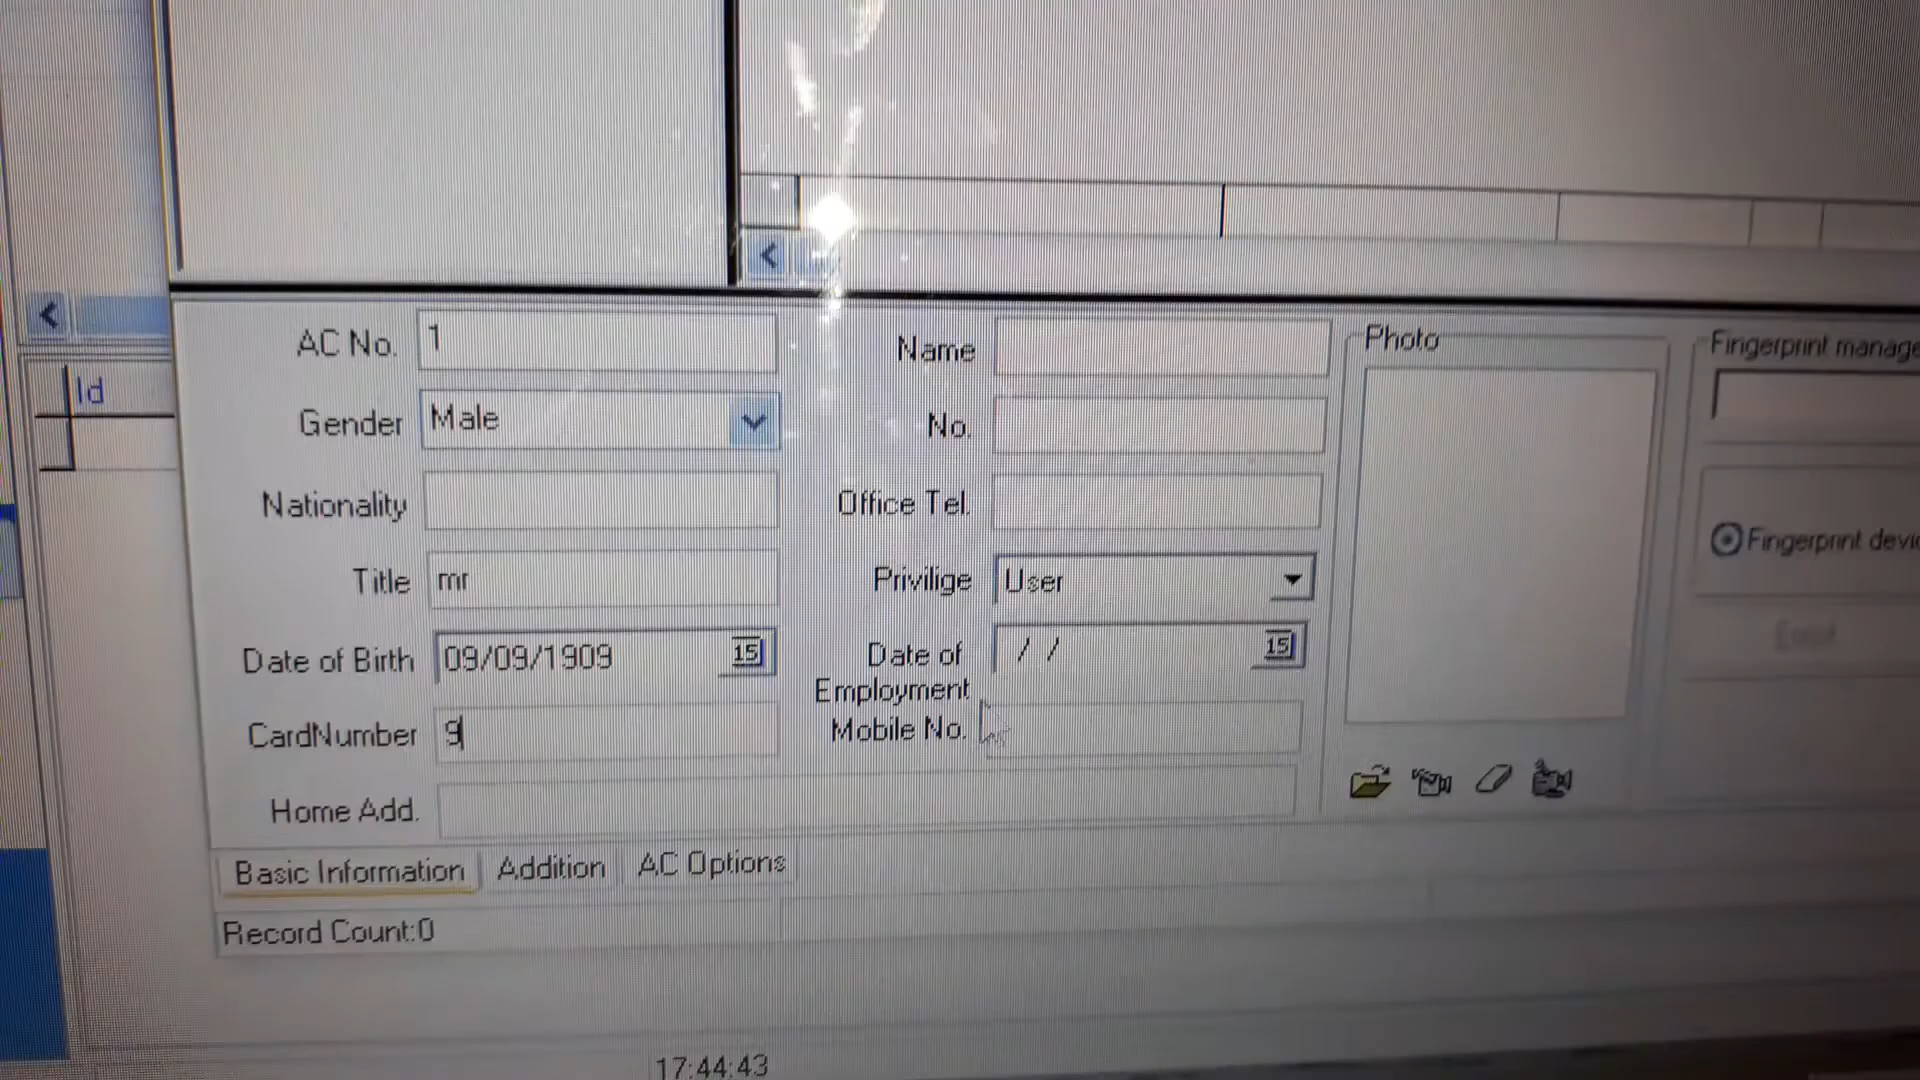 Id
AC No. 1
Name
Photo
Fingerprint manage
Gender Male
No.
Nationality
Office Tel.
Fingerprint devic
Title mr
Privilige User
Date of Birth 09/09/1909 15
Date of Employment / / 15
CardNumber 9
Mobile No.
Home Add.
Basic Information Addition AC Options
Record Count:0
17:44:43